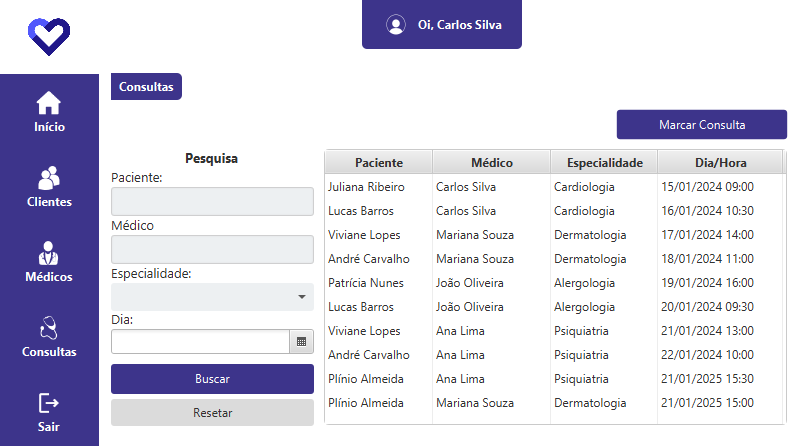 Oi, Carlos Silva
Início
Clientes
Médicos
Consultas
Sair
Consultas
Marcar Consulta
Pesquisa
Paciente:
Médico
Especialidade:
Dia:
Buscar
Resetar
Paciente Médico Especialidade Dia/Hora
Juliana Ribeiro Carlos Silva Cardiologia 15/01/2024 09:00
Lucas Barros Carlos Silva Cardiologia 16/01/2024 10:30
Viviane Lopes Mariana Souza Dermatologia 17/01/2024 14:00
André Carvalho Mariana Souza Dermatologia 18/01/2024 11:00
Patrícia Nunes João Oliveira Alergologia 19/01/2024 16:00
Lucas Barros João Oliveira Alergologia 20/01/2024 09:30
Viviane Lopes Ana Lima Psiquiatria 21/01/2024 13:00
André Carvalho Ana Lima Psiquiatria 22/01/2024 10:00
Plínio Almeida Ana Lima Psiquiatria 21/01/2025 15:30
Plínio Almeida Mariana Souza Dermatologia 21/01/2025 15:00